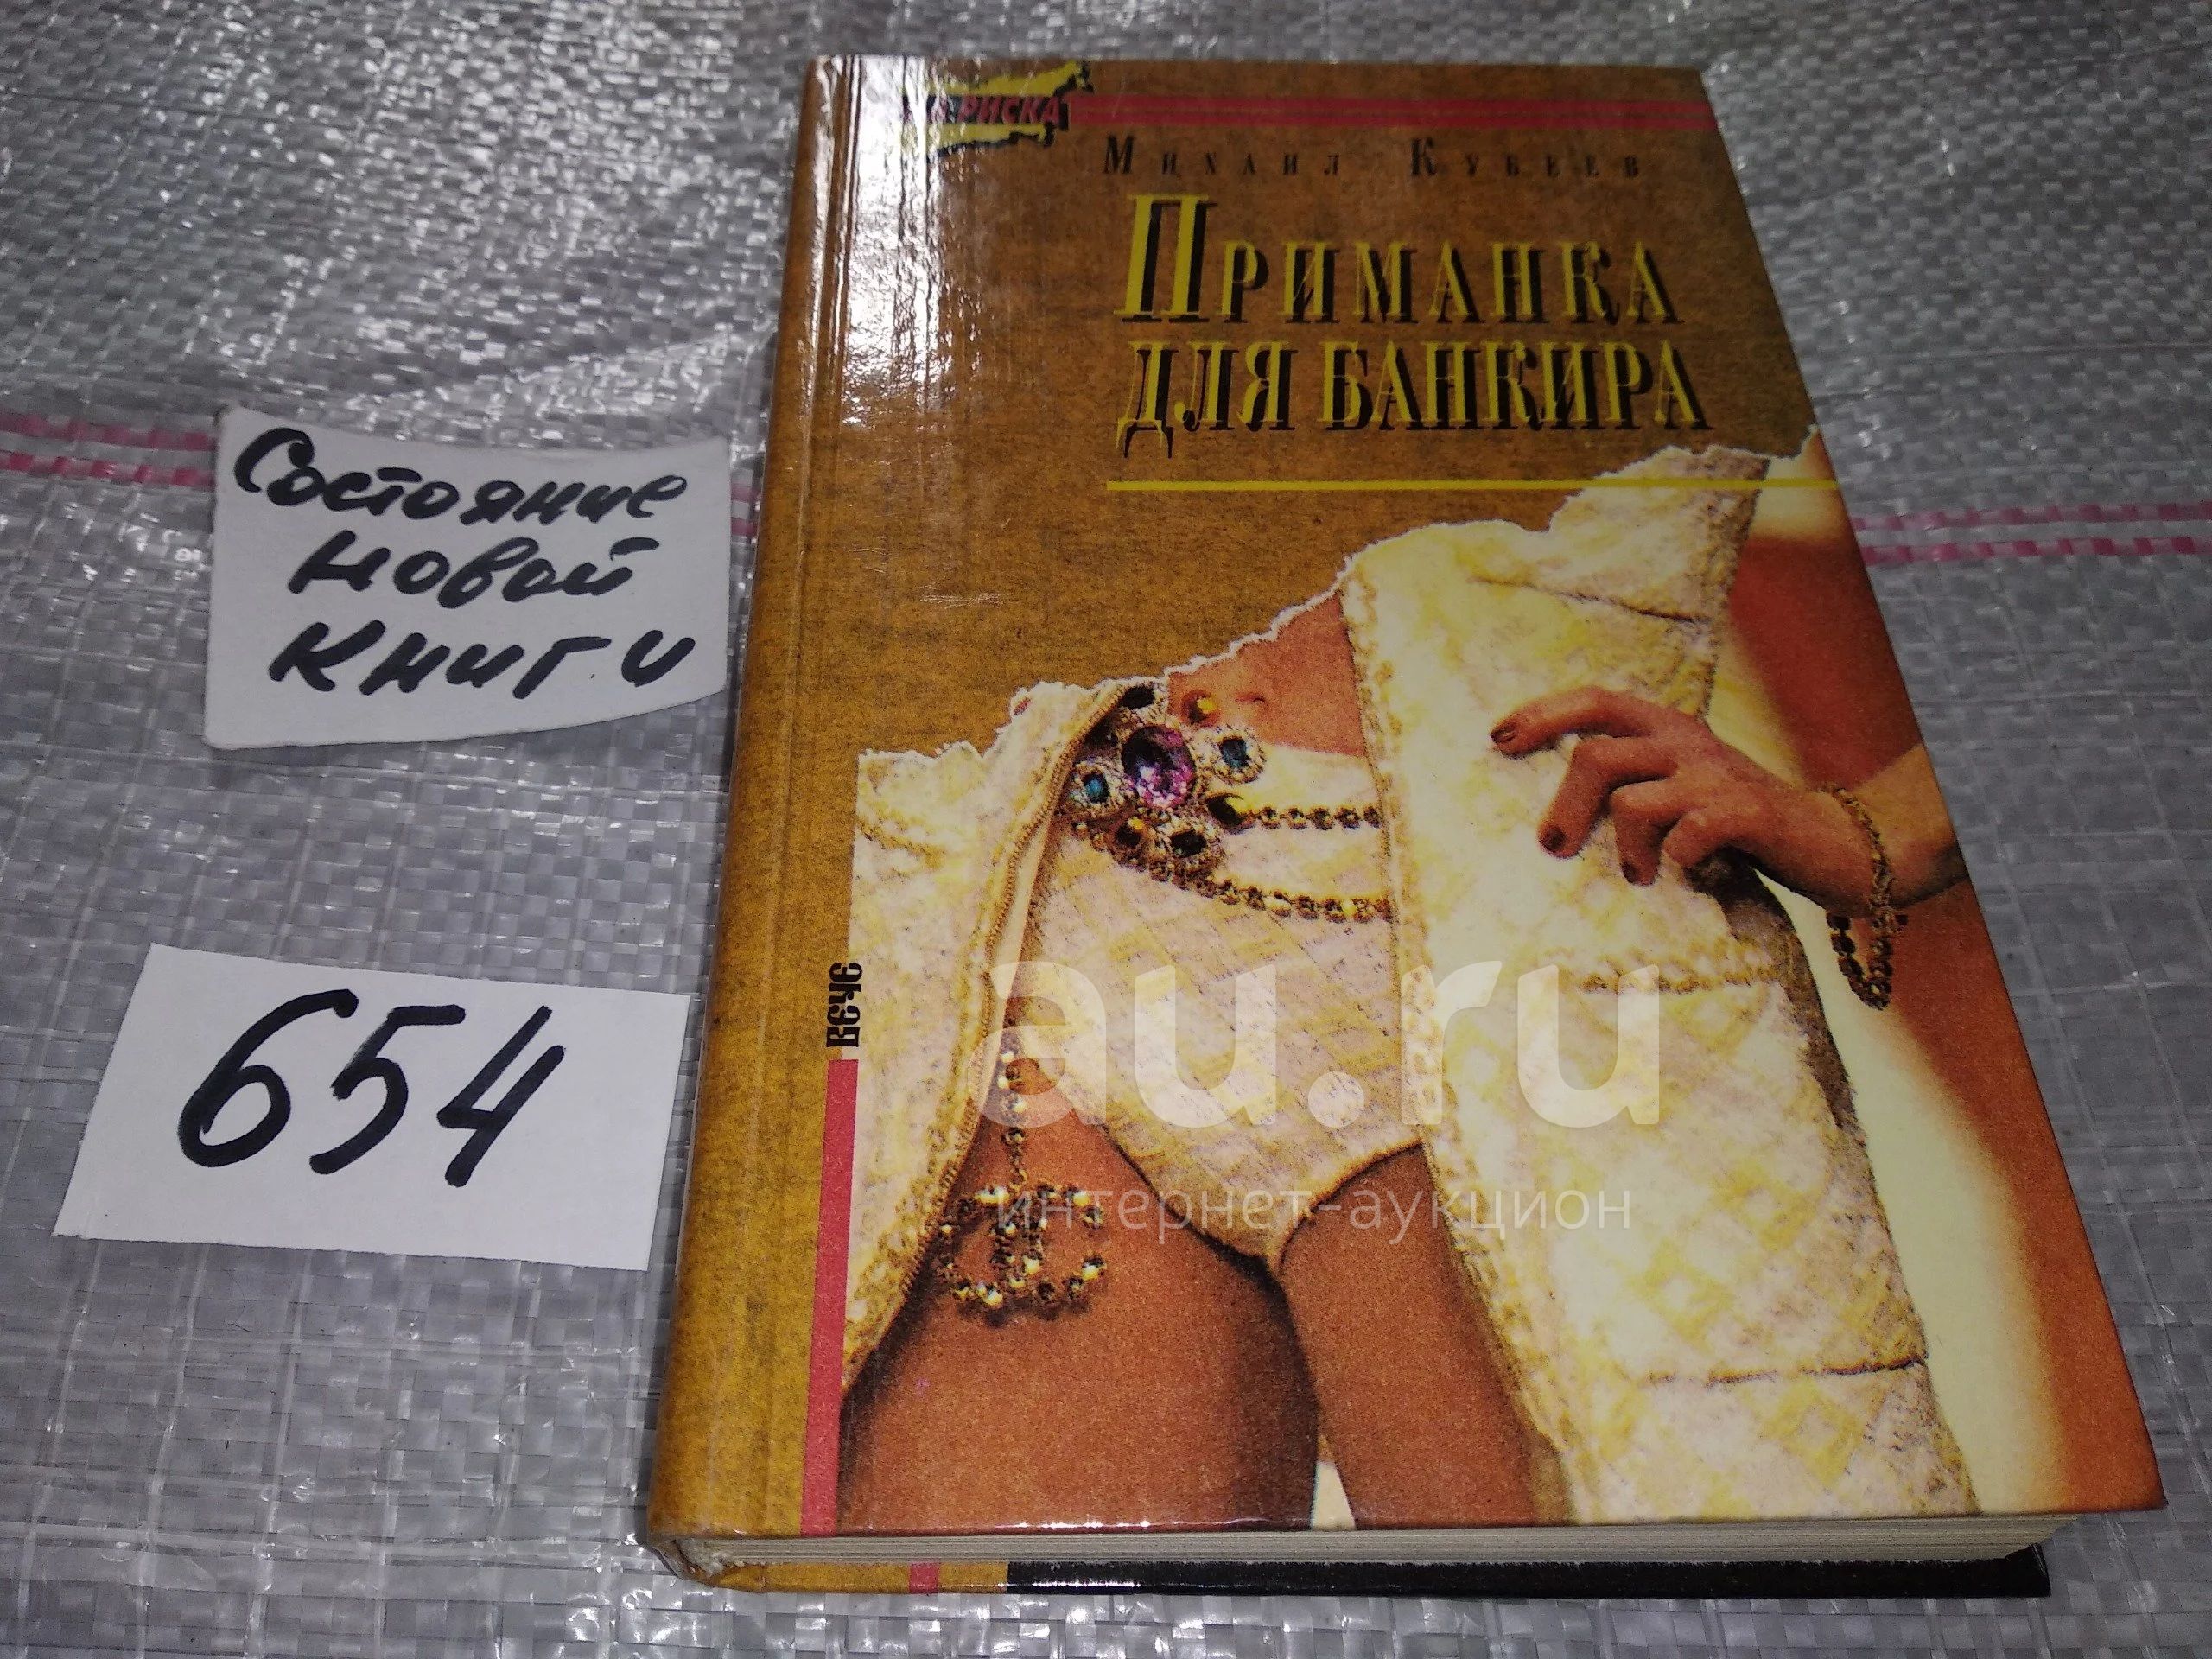 РИСКА
Михаил Кубеев
Приманка
для банкира
Состояние
новой
книги
вече
654
au.ru
интернет-аукцион